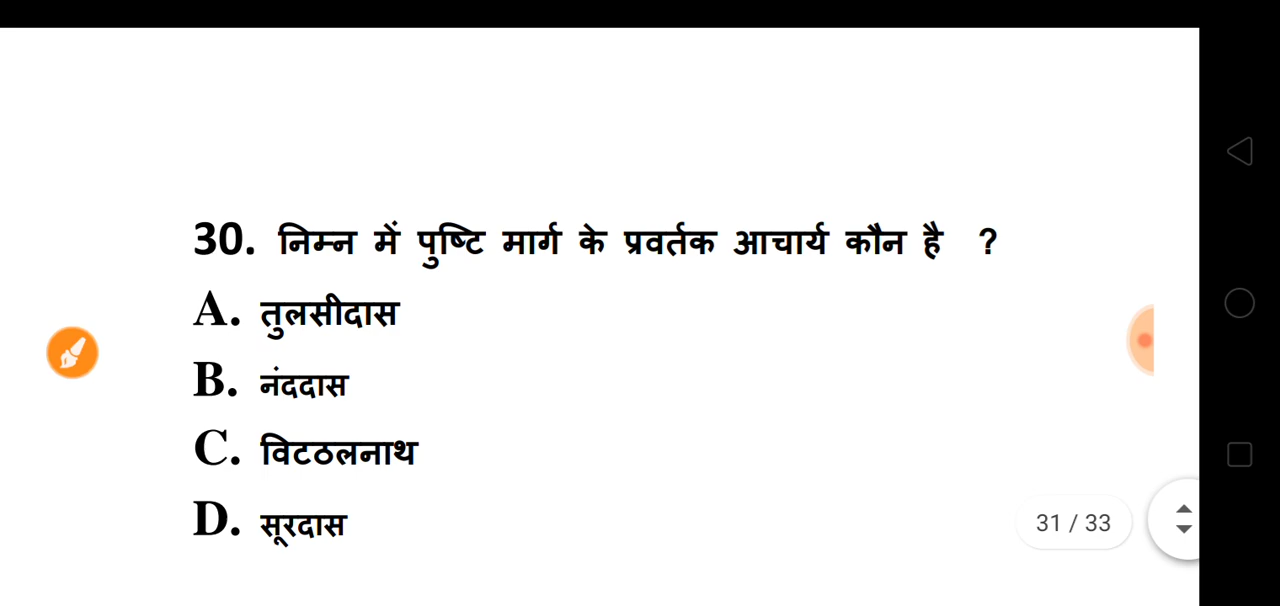 30. निम्न में पुष्टि मार्ग के प्रवर्तक आचार्य कौन है ?
A. तुलसीदास
B. नंददास
C. विटठलनाथ
D. सूरदास
31 / 33